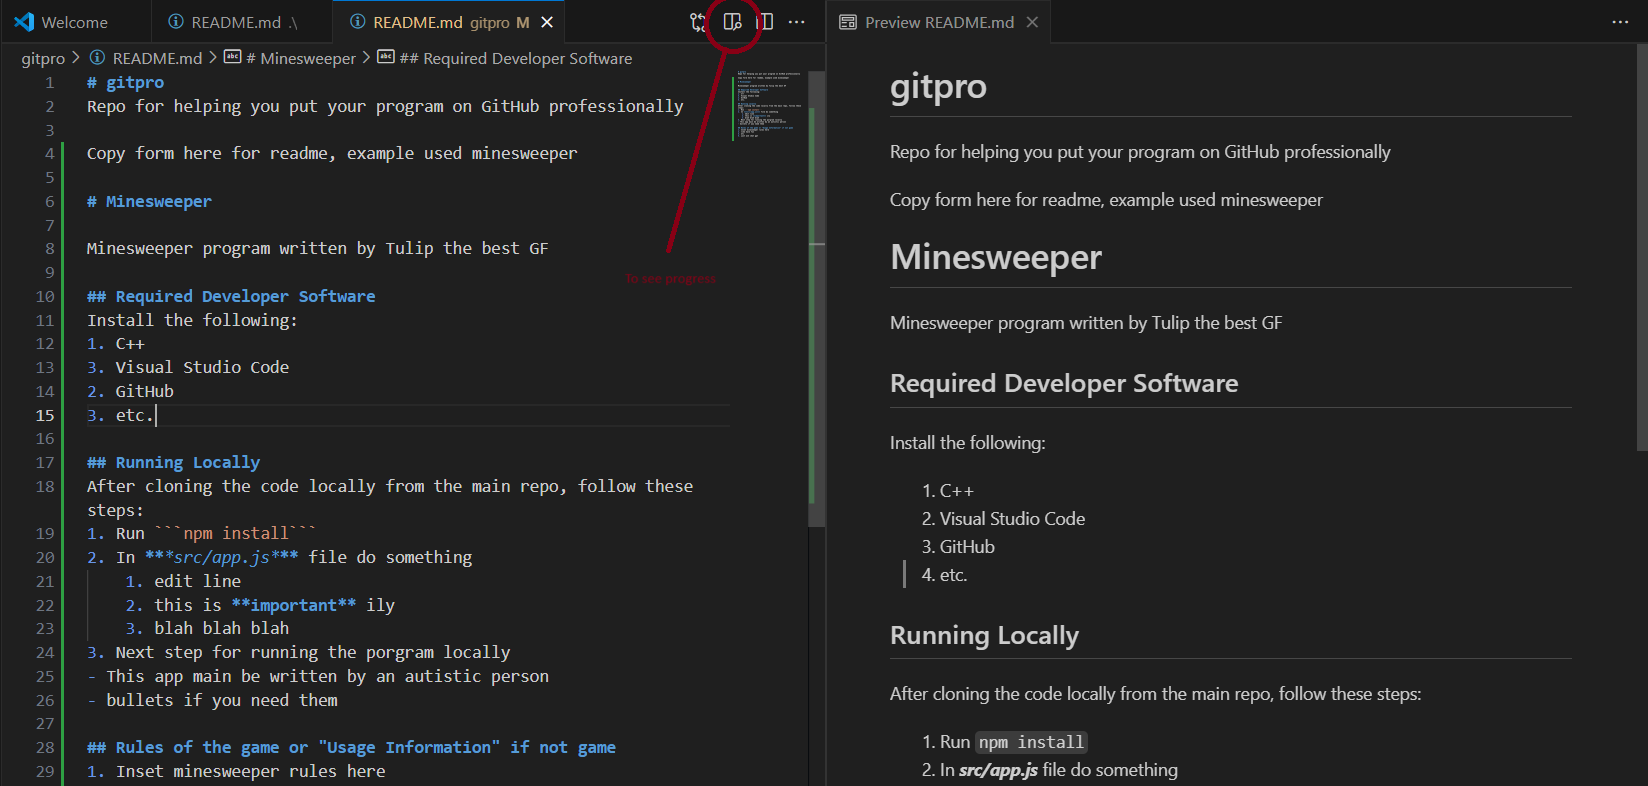 Welcome
README.md .\
README.md gitpro M
Preview README.md
gitpro > README.md > # Minesweeper > ## Required Developer Software
1 # gitpro
2 Repo for helping you put your program on GitHub professionally
3
4 Copy form here for readme, example used minesweeper
5
6 # Minesweeper
7
8 Minesweeper program written by Tulip the best GF
9
10 ## Required Developer Software
11 Install the following:
12 1. C++
13 3. Visual Studio Code
14 2. GitHub
15 3. etc.
16
17 ## Running Locally
18 After cloning the code locally from the main repo, follow these
steps:
19 1. Run ```npm install```
20 2. In ***src/app.js*** file do something
21 1. edit line
22 2. this is **important** ily
23 3. blah blah blah
24 3. Next step for running the porgram locally
25 - This app main be written by an autistic person
26 - bullets if you need them
27
28 ## Rules of the game or "Usage Information" if not game
29 1. Inset minesweeper rules here
To see progress
gitpro
Repo for helping you put your program on GitHub professionally
Copy form here for readme, example used minesweeper
Minesweeper
Minesweeper program written by Tulip the best GF
Required Developer Software
Install the following:
1. C++
2. Visual Studio Code
3. GitHub
4. etc.
Running Locally
After cloning the code locally from the main repo, follow these steps:
1. Run npm install
2. In src/app.js file do something